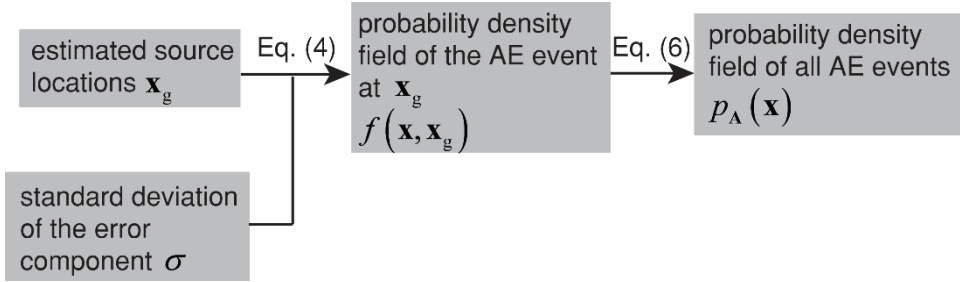 estimated source
locations x_g
Eq. (4)
probability density
field of the AE event
at x_g
f(x, x_g)
Eq. (6)
probability density
field of all AE events
p_Λ(x)
standard deviation
of the error
component σ